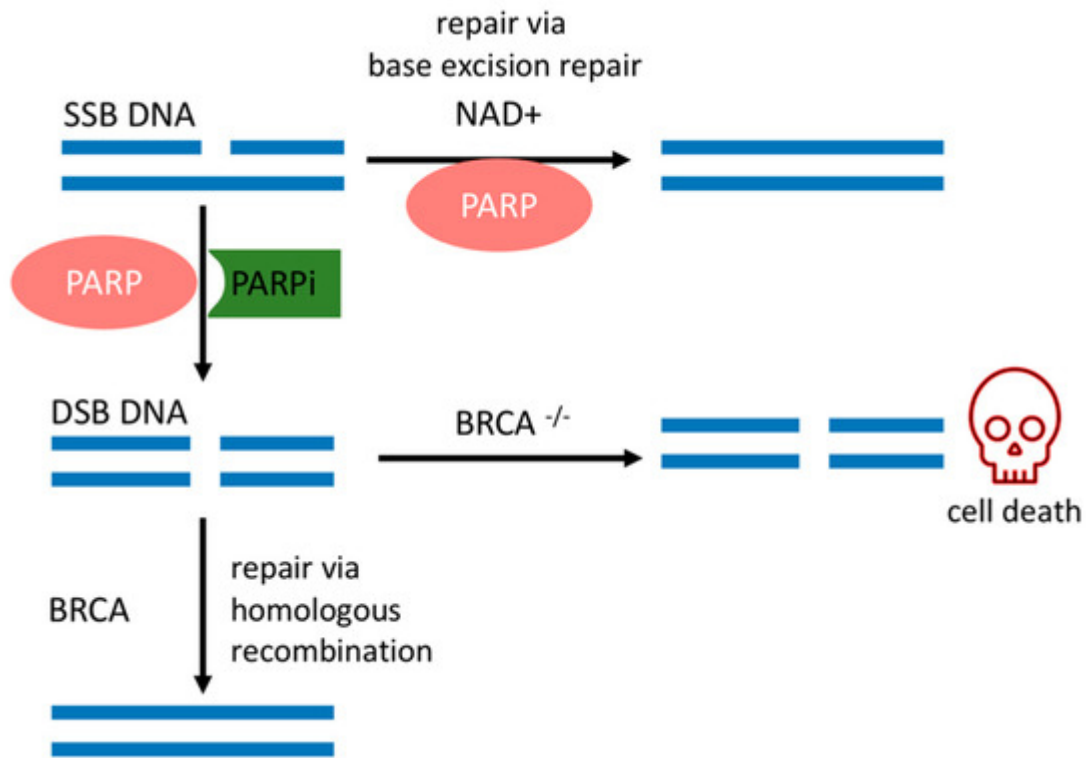 repair via
base excision repair
SSB DNA
NAD+
PARP
PARP
PARPi
DSB DNA
BRCA -/-
cell death
BRCA
repair via
homologous
recombination